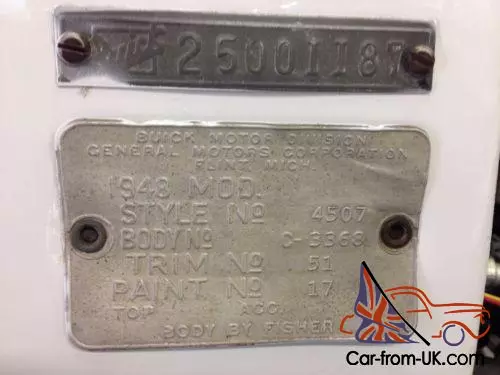 25001187
BUICK MOTOR DIVISION
GENERAL MOTORS CORPORATION
FLINT MICH.
1948 MOD.
STYLE NO 4507
BODY NO C-3368
TRIM NO 51
PAINT NO 17
TOP ACC.
BODY BY FISHER
Car-from-UK.com